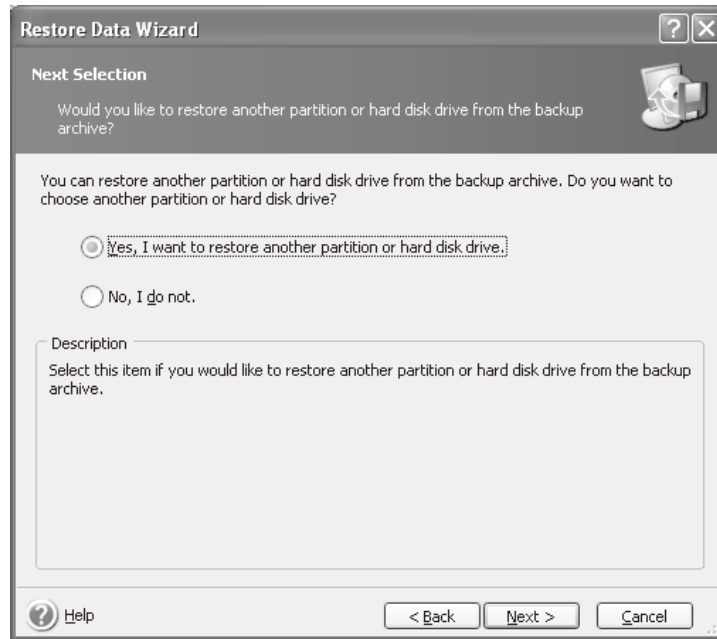 Restore Data Wizard
Next Selection
Would you like to restore another partition or hard disk drive from the backup
archive?
You can restore another partition or hard disk drive from the backup archive. Do you want to
choose another partition or hard disk drive?
Yes, I want to restore another partition or hard disk drive.
No, I do not.
Description
Select this item if you would like to restore another partition or hard disk drive from the backup
archive.
Help
< Back
Next >
Cancel